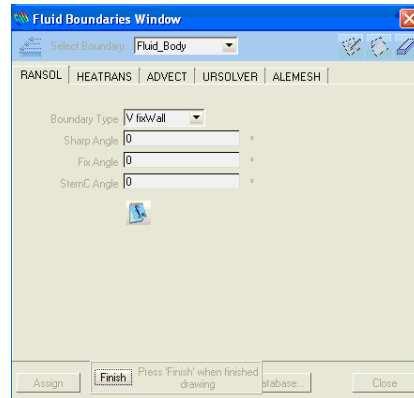 Fluid Boundaries Window
Select Boundary: Fluid_Body
RANSOL HEATRANS ADVECT URSOLVER ALEMESH
Boundary Type V fixWall
Sharp Angle 0 º
Fix Angle 0 º
SternC Angle 0 º
Assign Finish Press 'Finish' when finished drawing atabase... Close